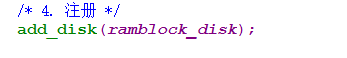 /* 4. 注册 */
add_disk(ramblock_disk);